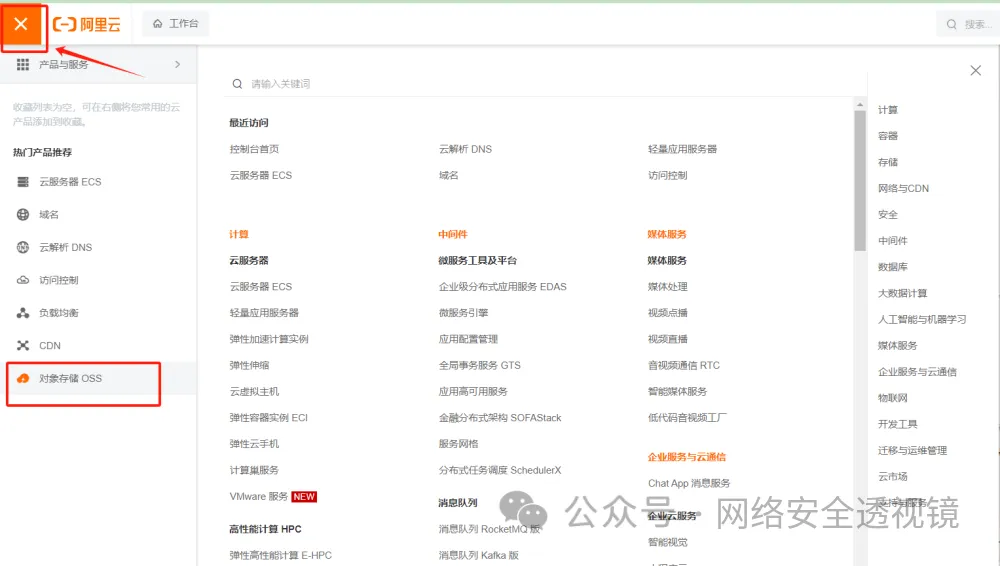 阿里云
工作台
搜索...
产品与服务
收藏列表为空，可在右侧将您常用的云
产品添加到收藏。
热门产品推荐
云服务器 ECS
域名
云解析 DNS
访问控制
负载均衡
CDN
对象存储 OSS
请输入关键词
最近访问
控制台首页
云解析 DNS
轻量应用服务器
云服务器 ECS
域名
访问控制
计算
云服务器
云服务器 ECS
轻量应用服务器
弹性加速计算实例
弹性伸缩
云虚拟主机
弹性容器实例 ECI
弹性云手机
计算巢服务
VMware 服务 NEW
高性能计算 HPC
弹性高性能计算 E-HPC
中间件
微服务工具及平台
企业级分布式应用服务 EDAS
微服务引擎
应用配置管理
全局事务服务 GTS
应用高可用服务
金融分布式架构 SOFAStack
服务网格
分布式任务调度 SchedulerX
消息队列
消息队列 RocketMQ 版
消息队列 Kafka 版
媒体服务
媒体服务
媒体处理
视频点播
视频直播
音视频通信 RTC
智能媒体服务
低代码音视频工厂
企业服务与云通信
Chat App 消息服务
企业云服务
智能视觉
计算
容器
存储
网络与CDN
安全
中间件
数据库
大数据计算
人工智能与机器学习
媒体服务
企业服务与云通信
物联网
开发工具
迁移与运维管理
云市场
支持与服务
公众号 · 网络安全透视镜